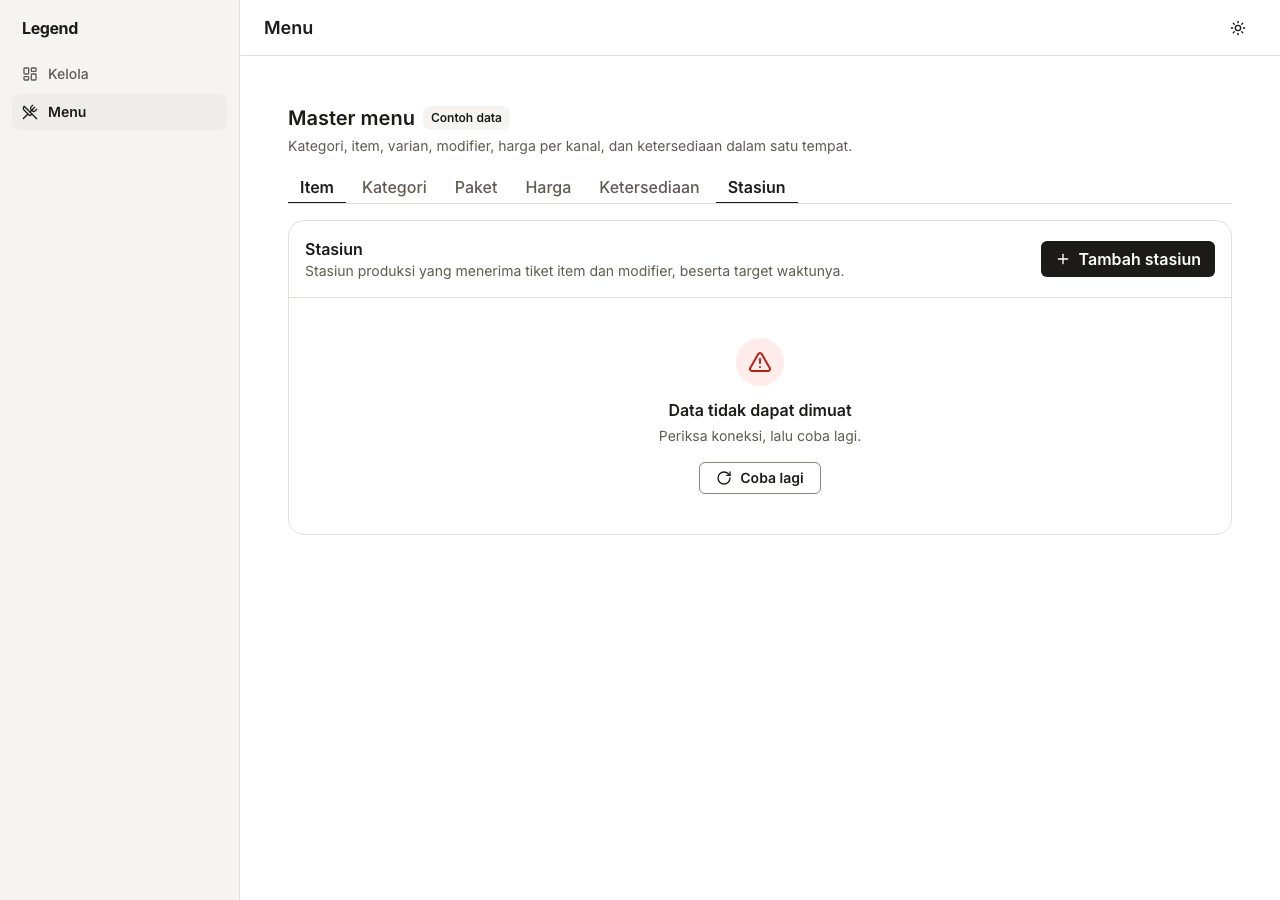 Legend
Kelola
Menu
Menu
Master menu
Contoh data
Kategori, item, varian, modifier, harga per kanal, dan ketersediaan dalam satu tempat.
Item
Kategori
Paket
Harga
Ketersediaan
Stasiun
Stasiun
Stasiun produksi yang menerima tiket item dan modifier, beserta target waktunya.
Tambah stasiun
Data tidak dapat dimuat
Periksa koneksi, lalu coba lagi.
Coba lagi